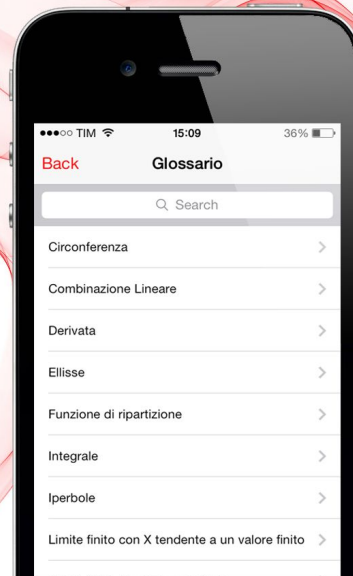 TIM 15:09 36%
Back Glossario
Search
Circonferenza
Combinazione Lineare
Derivata
Ellisse
Funzione di ripartizione
Integrale
Iperbole
Limite finito con X tendente a un valore finito